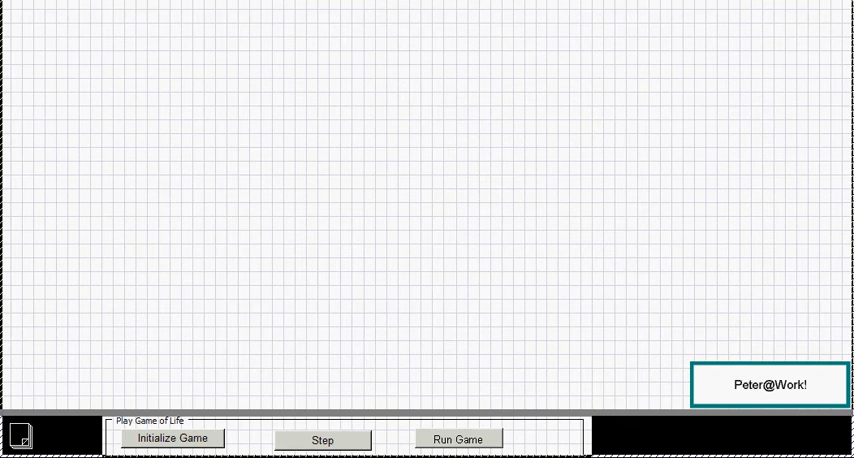 Peter@Work!
Play Game of Life
Initialize Game
Step
Run Game